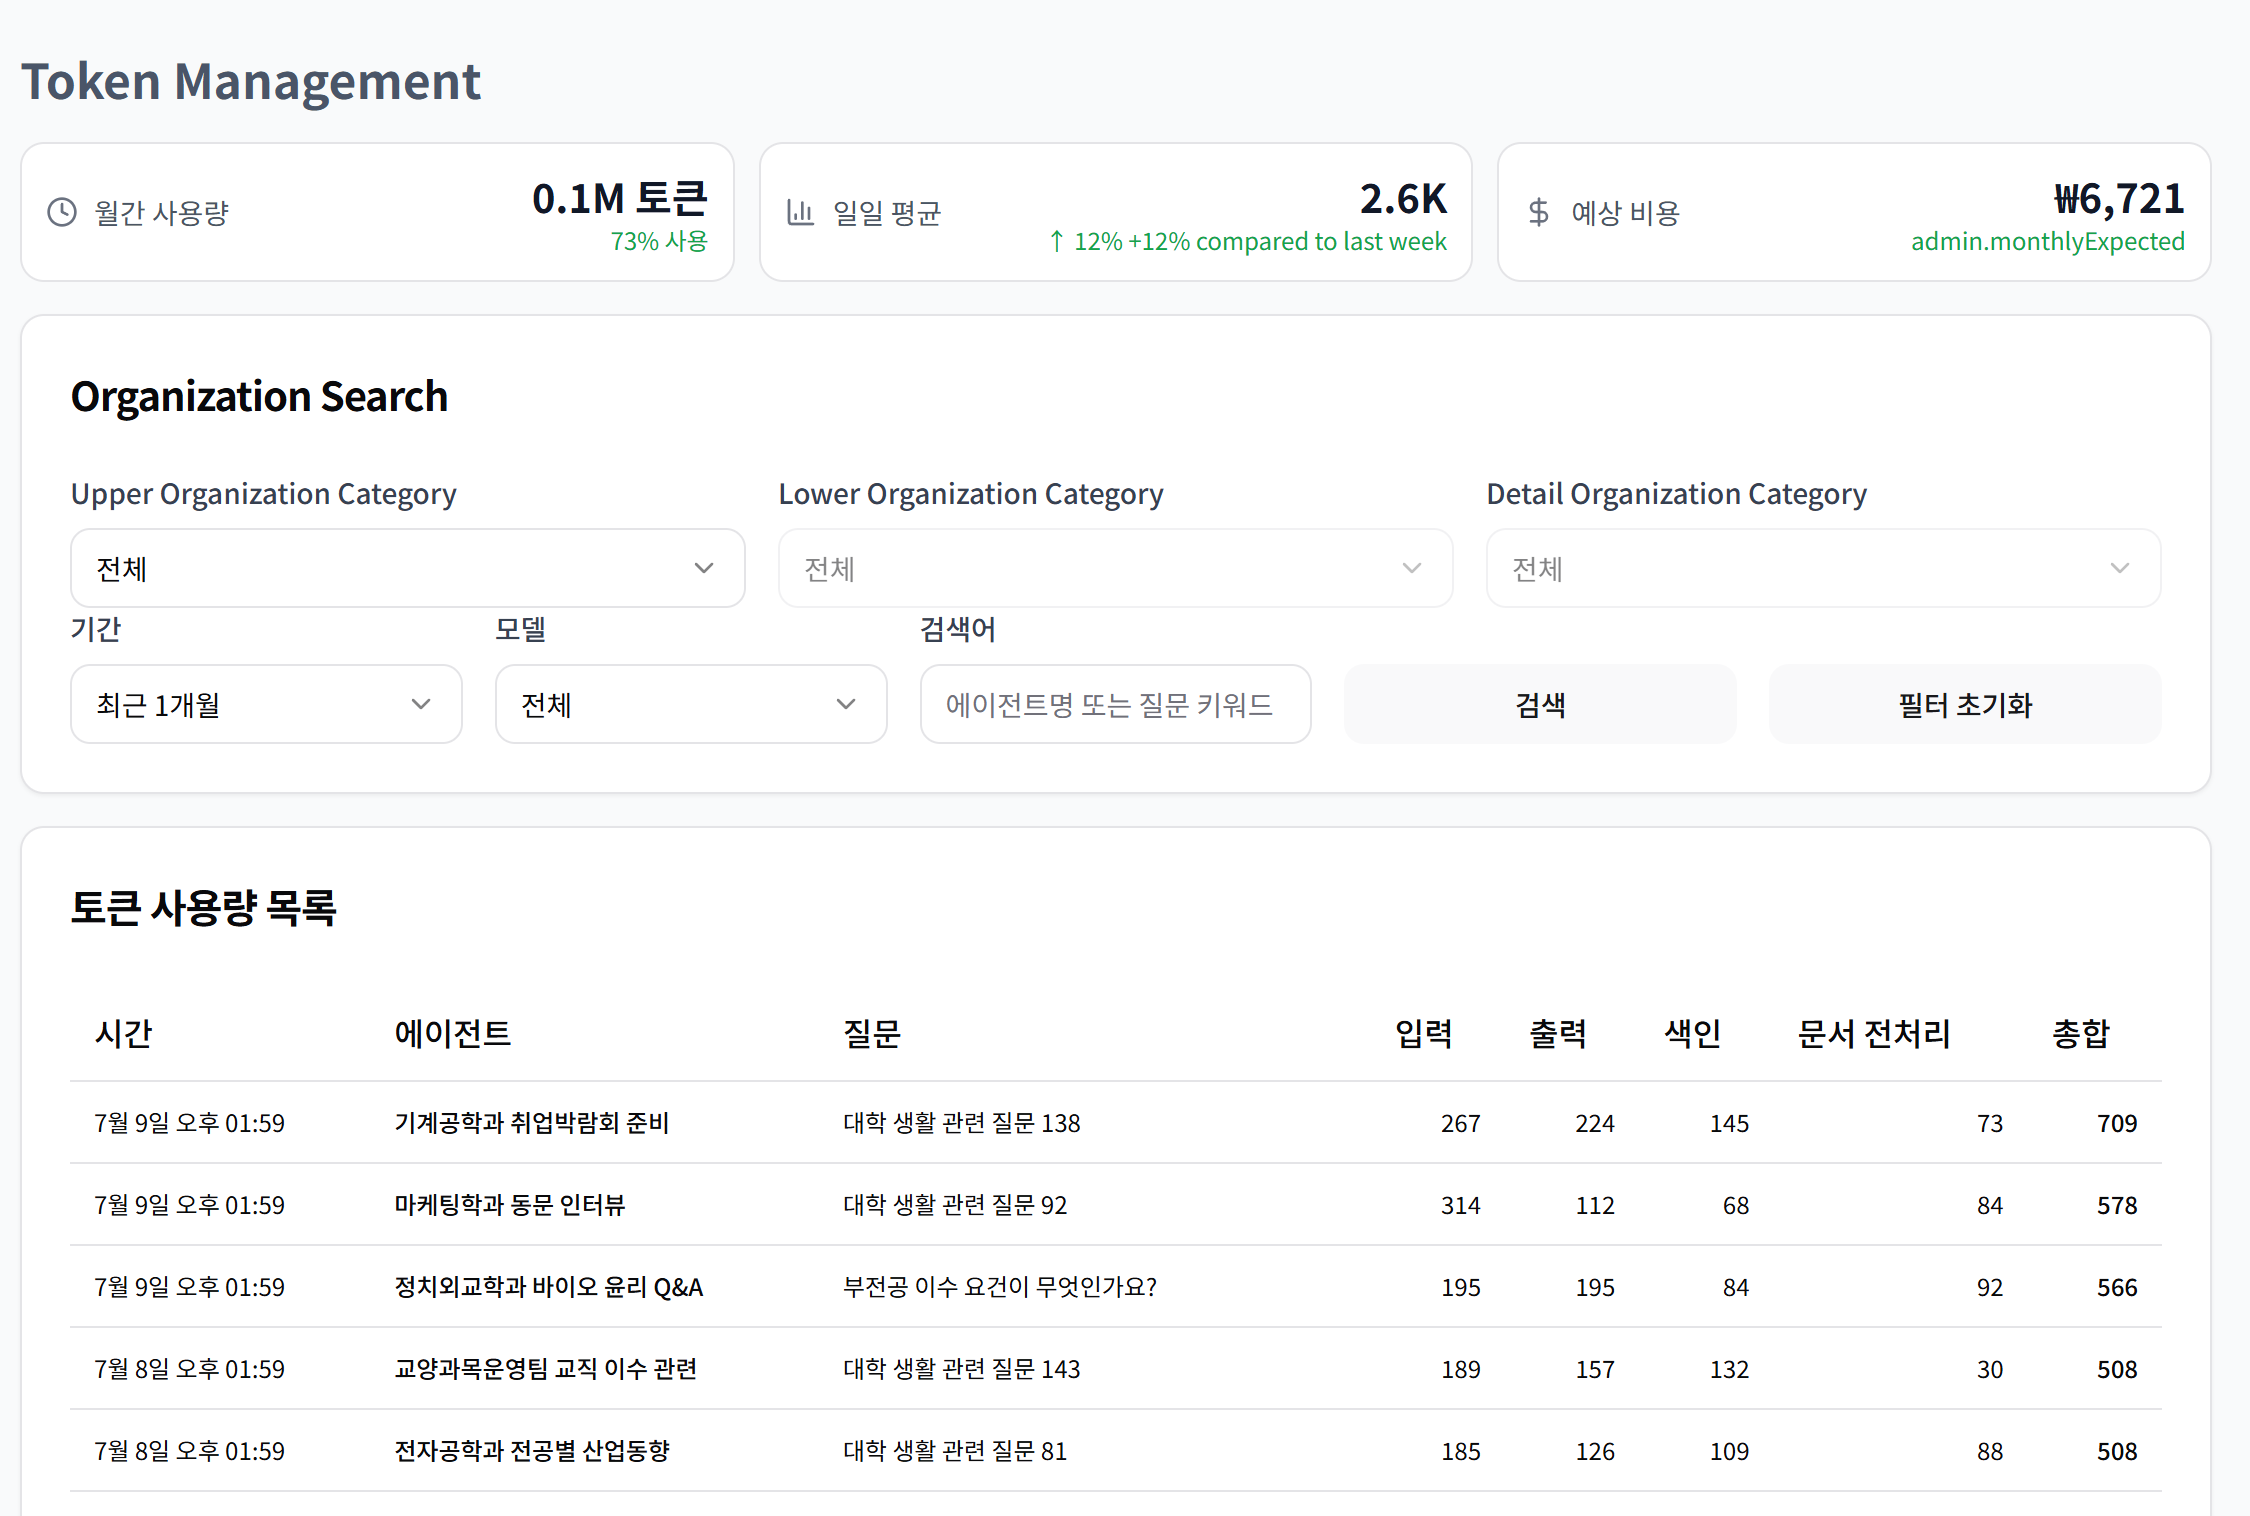 Token Management
월간 사용량
0.1M 토큰
73% 사용
일일 평균
2.6K
↑ 12% +12% compared to last week
예상 비용
₩6,721
admin.monthlyExpected
Organization Search
Upper Organization Category
Lower Organization Category
Detail Organization Category
전체
전체
전체
기간
모델
검색어
최근 1개월
전체
에이전트명 또는 질문 키워드
검색
필터 초기화
토큰 사용량 목록
시간 에이전트 질문 입력 출력 색인 문서 전처리 총합
7월 9일 오후 01:59 기계공학과 취업박람회 준비 대학 생활 관련 질문 138 267 224 145 73 709
7월 9일 오후 01:59 마케팅학과 동문 인터뷰 대학 생활 관련 질문 92 314 112 68 84 578
7월 9일 오후 01:59 정치외교학과 바이오 윤리 Q&A 부전공 이수 요건이 무엇인가요? 195 195 84 92 566
7월 8일 오후 01:59 교양과목운영팀 교직 이수 관련 대학 생활 관련 질문 143 189 157 132 30 508
7월 8일 오후 01:59 전자공학과 전공별 산업동향 대학 생활 관련 질문 81 185 126 109 88 508